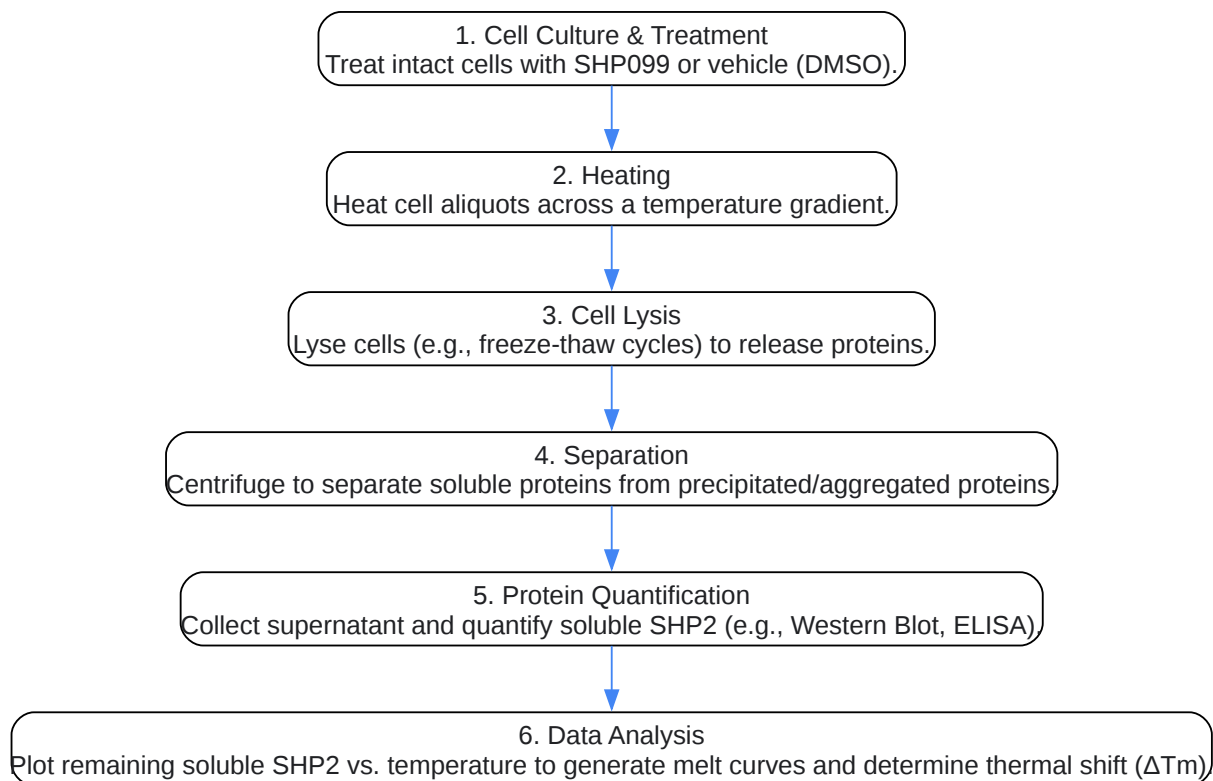 1. Cell Culture & Treatment
Treat intact cells with SHP099 or vehicle (DMSO).
2. Heating
Heat cell aliquots across a temperature gradient.
3. Cell Lysis
Lyse cells (e.g., freeze-thaw cycles) to release proteins.
4. Separation
Centrifuge to separate soluble proteins from precipitated/aggregated proteins.
5. Protein Quantification
Collect supernatant and quantify soluble SHP2 (e.g., Western Blot, ELISA).
6. Data Analysis
Plot remaining soluble SHP2 vs. temperature to generate melt curves and determine thermal shift (ΔTm).